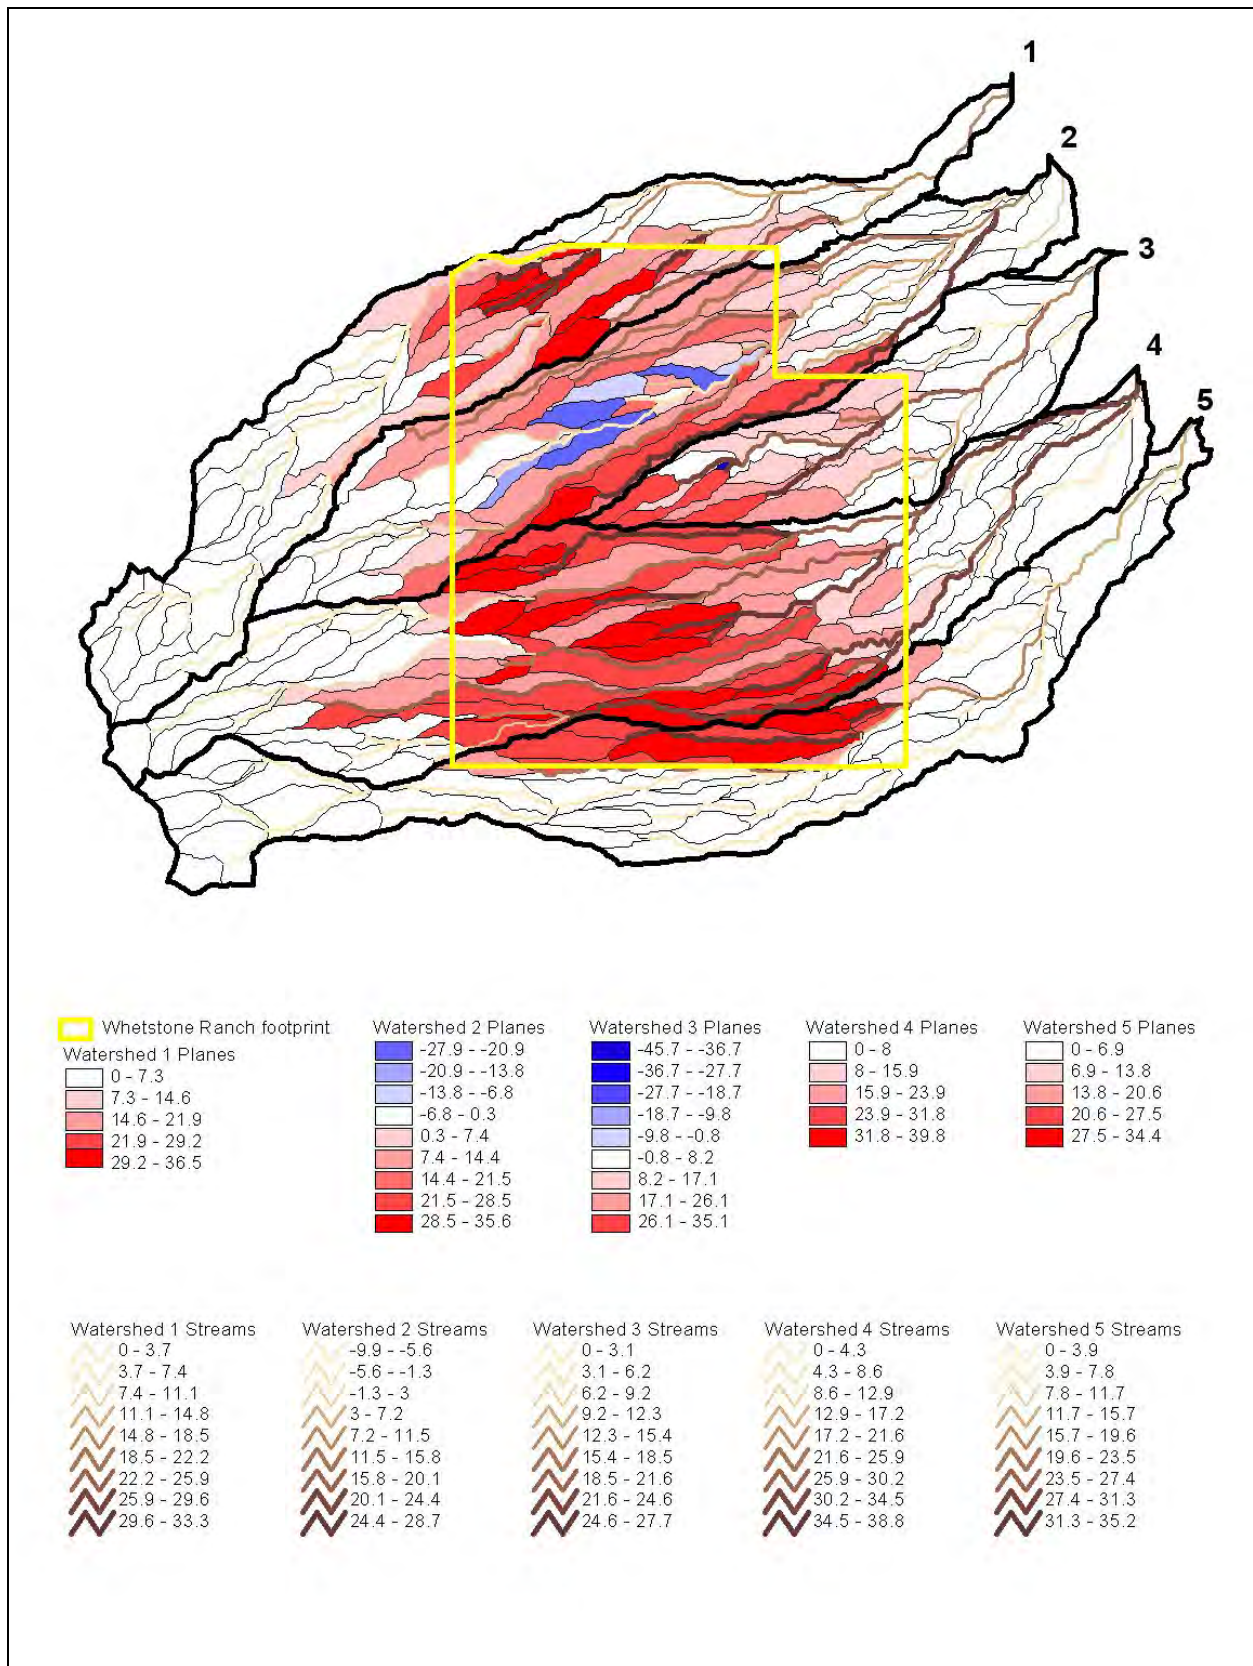 1
2
3
4
5
Whetstone Ranch footprint
Watershed 1 Planes
0 - 7.3
7.3 - 14.6
14.6 - 21.9
21.9 - 29.2
29.2 - 36.5
Watershed 2 Planes
-27.9 - -20.9
-20.9 - -13.8
-13.8 - -6.8
-6.8 - 0.3
0.3 - 7.4
7.4 - 14.4
14.4 - 21.5
21.5 - 28.5
28.5 - 35.6
Watershed 3 Planes
-45.7 - -36.7
-36.7 - -27.7
-27.7 - -18.7
-18.7 - -9.8
-9.8 - -0.8
-0.8 - 8.2
8.2 - 17.1
17.1 - 26.1
26.1 - 35.1
Watershed 4 Planes
0 - 8
8 - 15.9
15.9 - 23.9
23.9 - 31.8
31.8 - 39.8
Watershed 5 Planes
0 - 6.9
6.9 - 13.8
13.8 - 20.6
20.6 - 27.5
27.5 - 34.4
Watershed 1 Streams
0 - 3.7
3.7 - 7.4
7.4 - 11.1
11.1 - 14.8
14.8 - 18.5
18.5 - 22.2
22.2 - 25.9
25.9 - 29.6
29.6 - 33.3
Watershed 2 Streams
-9.9 - -5.6
-5.6 - -1.3
-1.3 - 3
3 - 7.2
7.2 - 11.5
11.5 - 15.8
15.8 - 20.1
20.1 - 24.4
24.4 - 28.7
Watershed 3 Streams
0 - 3.1
3.1 - 6.2
6.2 - 9.2
9.2 - 12.3
12.3 - 15.4
15.4 - 18.5
18.5 - 21.6
21.6 - 24.6
24.6 - 27.7
Watershed 4 Streams
0 - 4.3
4.3 - 8.6
8.6 - 12.9
12.9 - 17.2
17.2 - 21.6
21.6 - 25.9
25.9 - 30.2
30.2 - 34.5
34.5 - 38.8
Watershed 5 Streams
0 - 3.9
3.9 - 7.8
7.8 - 11.7
11.7 - 15.7
15.7 - 19.6
19.6 - 23.5
23.5 - 27.4
27.4 - 31.3
31.3 - 35.2